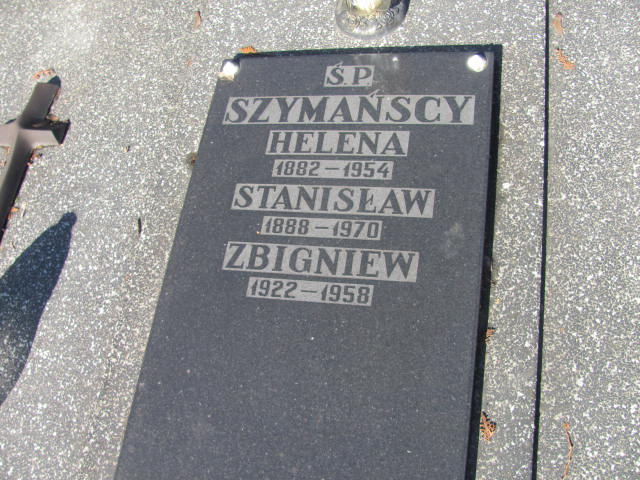 Ś.P.
SZYMAŃSCY
HELENA
1882-1954
STANISŁAW
1888-1970
ZBIGNIEW
1922-1958